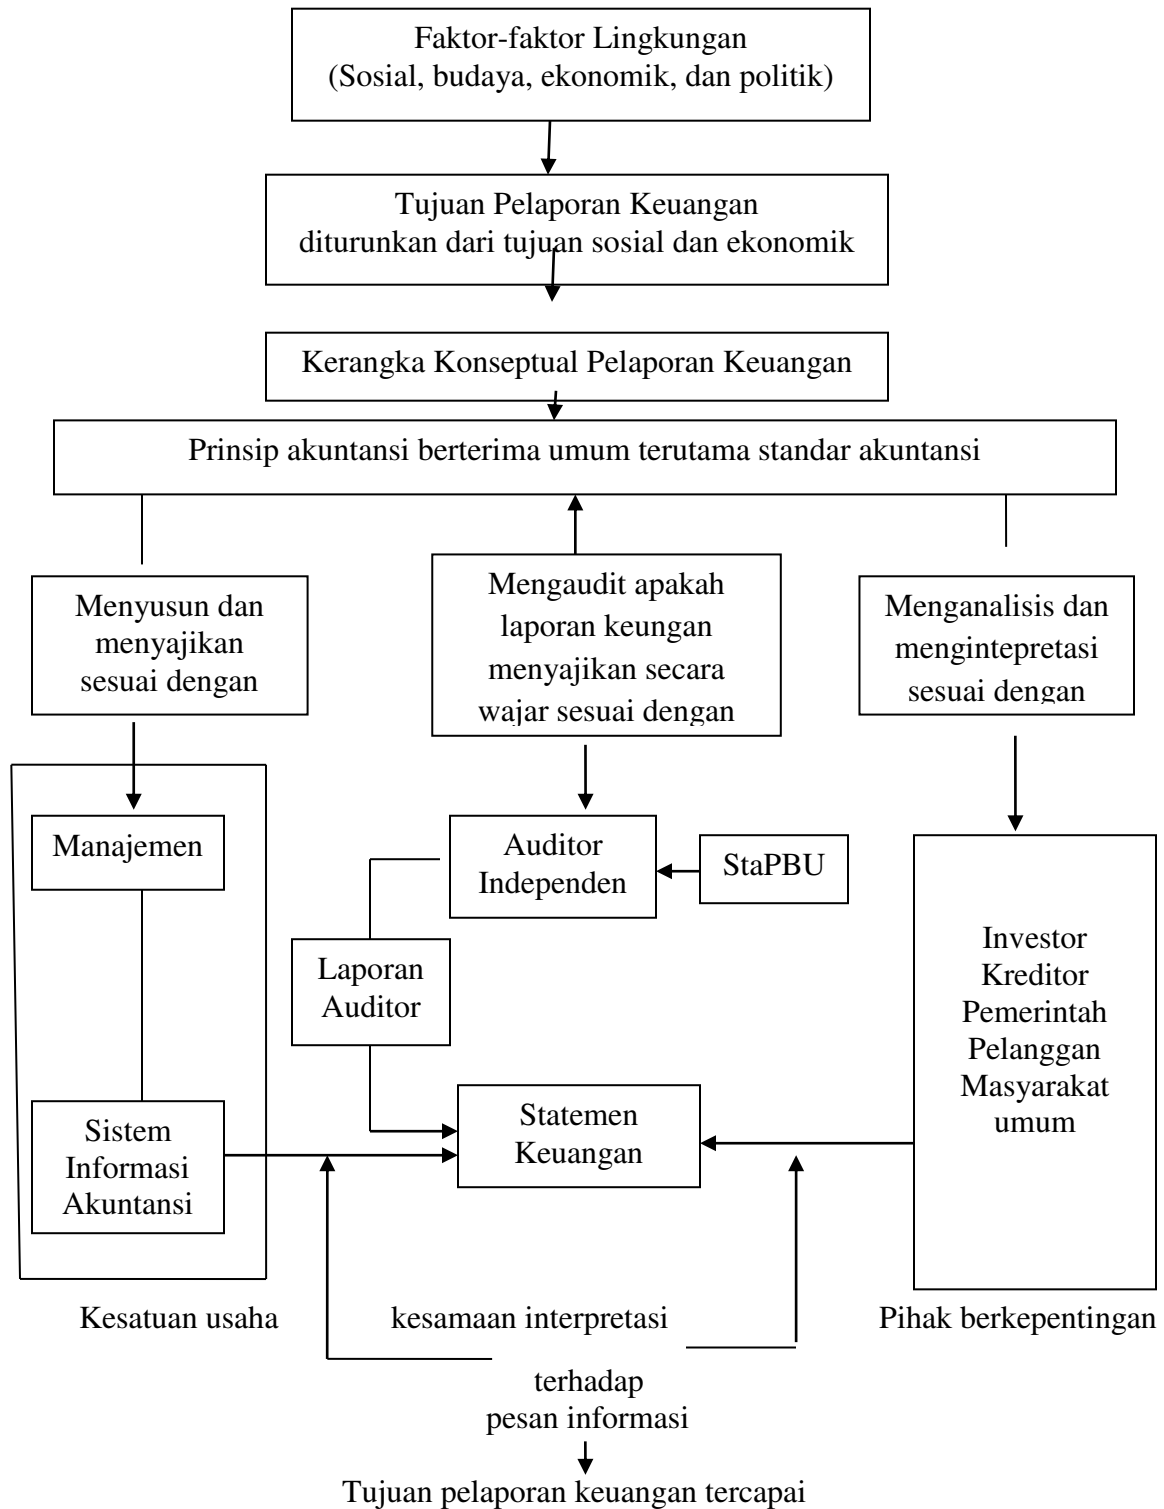 Faktor-faktor Lingkungan
(Sosial, budaya, ekonomik, dan politik)
Tujuan Pelaporan Keuangan
diturunkan dari tujuan sosial dan ekonomik
Kerangka Konseptual Pelaporan Keuangan
Prinsip akuntansi berterima umum terutama standar akuntansi
Menyusun dan
menyajikan
sesuai dengan
Mengaudit apakah
laporan keungan
menyajikan secara
wajar sesuai dengan
Menganalisis dan
mengintepretasi
sesuai dengan
Manajemen
Auditor
Independen
StaPBU
Laporan
Auditor
Investor
Kreditor
Pemerintah
Pelanggan
Masyarakat
umum
Sistem
Informasi
Akuntansi
Statemen
Keuangan
Kesatuan usaha
kesamaan interpretasi
Pihak berkepentingan
terhadap
pesan informasi
Tujuan pelaporan keuangan tercapai